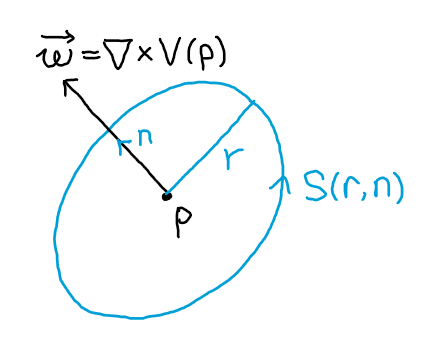 w⃗ = ∇ × V(p)
n
r
S(r,n)
p